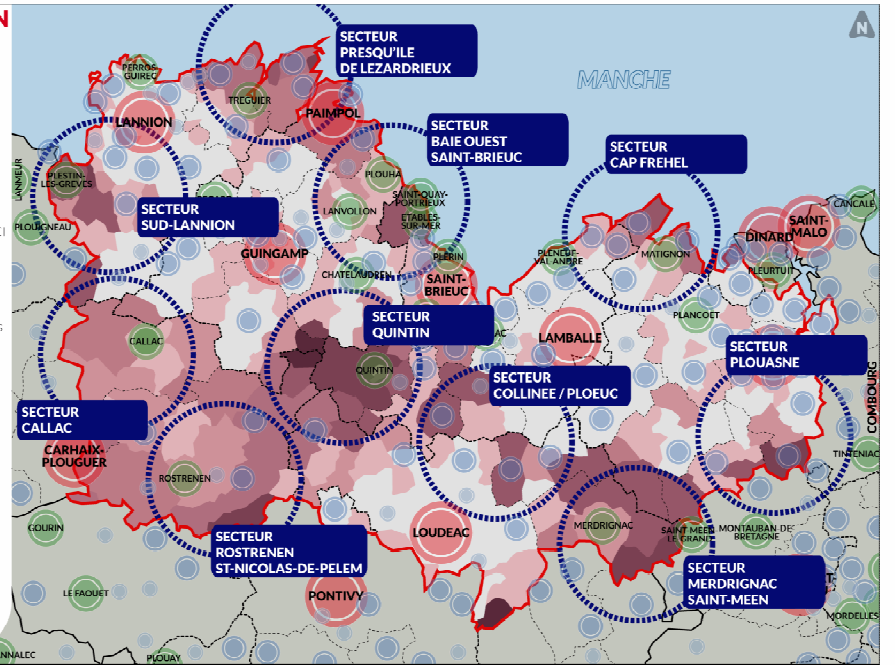 N
N
MANCHE
SECTEUR
PRESQU'ILE
DE LEZARDRIEUX
PERROS-
GUIREC
TREGUIER
LANNION
PAIMPOL
SECTEUR
BAIE OUEST
SAINT-BRIEUC
SECTEUR
CAP FREHEL
LANMEUR
PLESTIN-
LES-GREVES
PLOUHA
SAINT-QUAY-
PORTRIEUX
LANVOLLON
ETABLES-
SUR-MER
CANCALE
SAINT-
MALO
DINARD
PLOUIGNEAU
SECTEUR
SUD-LANNION
GUINGAMP
PLERIN
PLENEUF-
VAL-ANDRE
MATIGNON
PLEURTUIT
CHATELAUDREN
SAINT-
BRIEUC
PLANCOET
SECTEUR
QUINTIN
AC
LAMBALLE
CALLAC
QUINTIN
SECTEUR
PLOUASNE
SECTEUR
COLLINEE / PLOEUC
COMBOURG
SECTEUR
CALLAC
CARHAIX-
PLOUGUER
TINTENIAC
ROSTRENEN
GOURIN
LOUDEAC
MERDRIGNAC
SAINT-MEEN
LE-GRAND
MONTAUBAN-DE-
BRETAGNE
SECTEUR
ROSTRENEN
ST-NICOLAS-DE-PELEM
SECTEUR
MERDRIGNAC
SAINT-MEEN
T-
LE FAOUET
PONTIVY
MORDELLES
NNALEC
PLOUAY